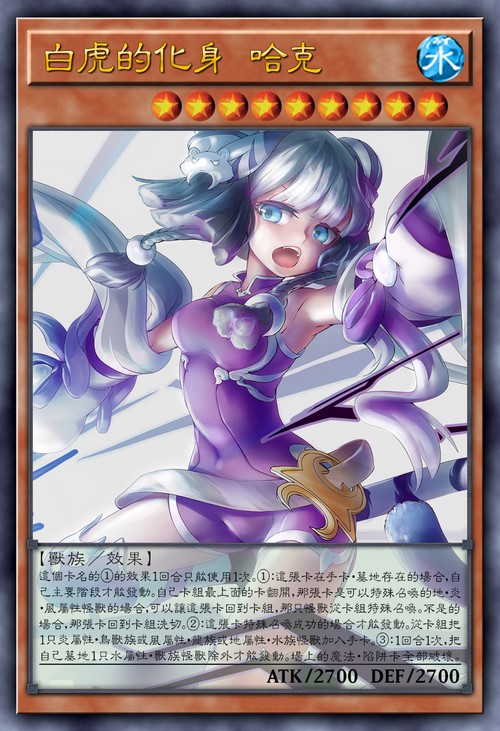 白虎的化身 哈克
水
【獸族/效果】
這個卡名的①的效果1回合只能使用1次。①:這張卡在手卡・墓地存在的場合,自
己主要階段才能發動。自己卡組最上面的卡翻開,那張卡是可以特殊召喚的地・炎
・風屬性怪獸的場合,可以讓這張卡回到卡組,那只怪獸從卡組特殊召喚。不是的
場合,那張卡回到卡組洗切。②:這張卡特殊召喚成功的場合才能發動。從卡組把
1只炎屬性・鳥獸族或風屬性・龍族或地屬性・水族怪獸加入手卡。③:1回合1次,把
自己墓地1只水屬性・獸族怪獸除外才能發動。場上的魔法・陷阱卡全部破壞。
ATK/2700 DEF/2700